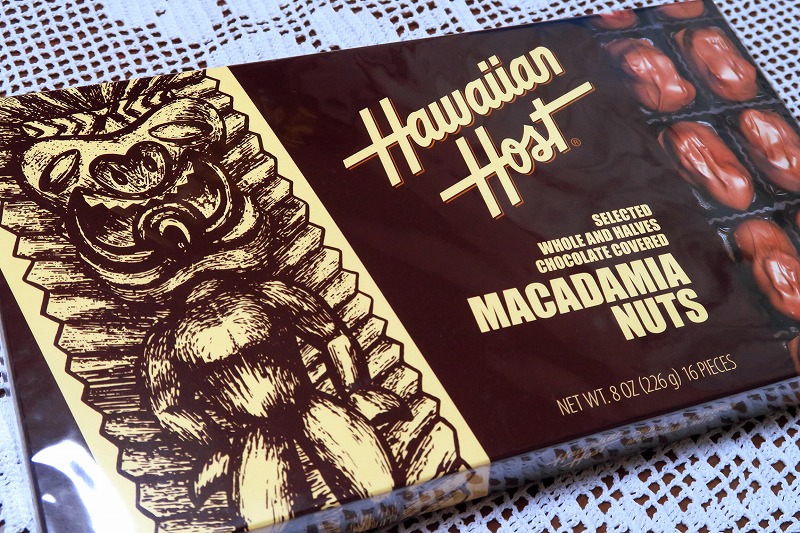 Hawaiian
Host®
SELECTED
WHOLE AND HALVES
CHOCOLATE COVERED
MACADAMIA
NUTS
NET WT. 8 OZ (226 g) 16 PIECES